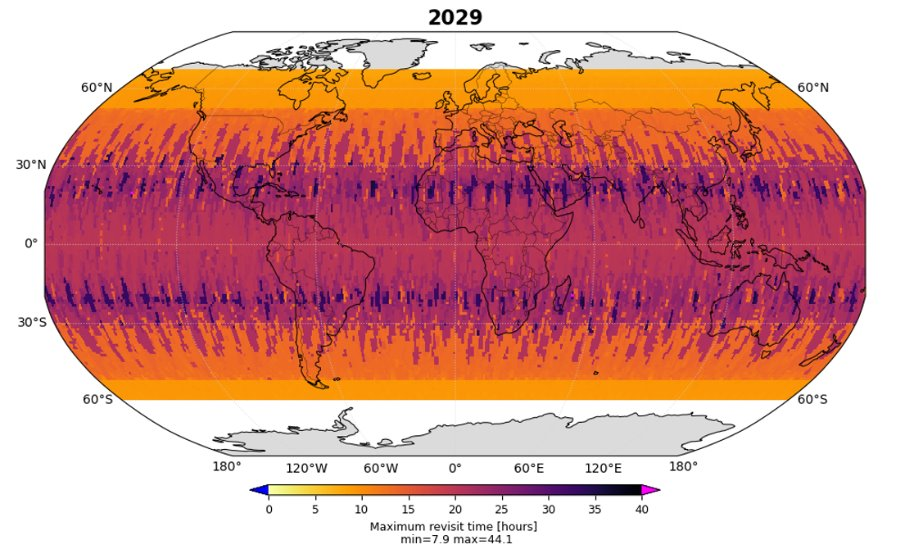 2029
60°N 60°N
30°N
0°
30°S
60°S 60°S
180° 120°W 60°W 0° 60°E 120°E 180°
0 5 10 15 20 25 30 35 40
Maximum revisit time [hours]
min=7.9 max=44.1